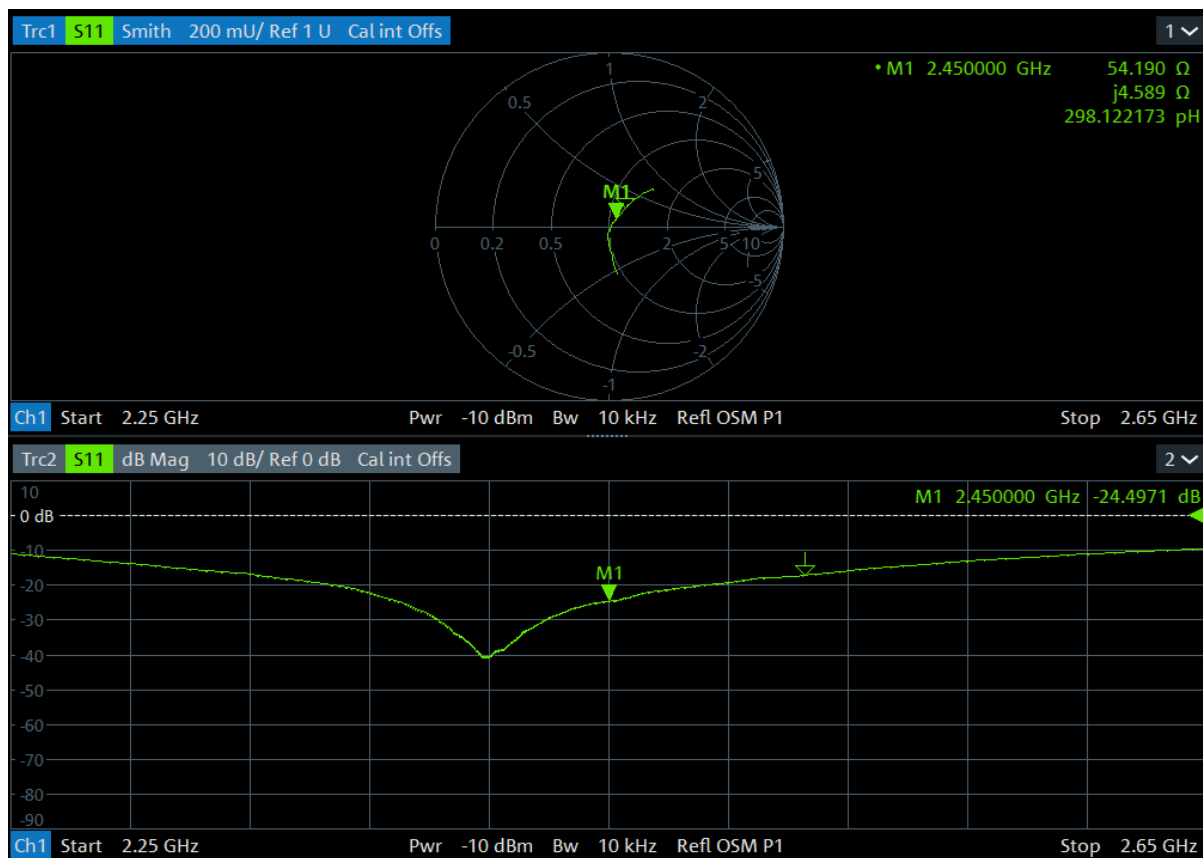 Trc1 S11 Smith 200 mU/ Ref 1 U Cal int Offs 1
• M1 2.450000 GHz 54.190 Ω
j4.589 Ω
298.122173 pH
1
0.5 2
5
M1
0 0.2 0.5 1 2 5 10
-5
-0.5 -2
-1
Ch1 Start 2.25 GHz Pwr -10 dBm Bw 10 kHz Refl OSM P1 Stop 2.65 GHz
Trc2 S11 dB Mag 10 dB/ Ref 0 dB Cal int Offs 2
M1 2.450000 GHz -24.4971 dB
10
0 dB
-10
M1
-20
-30
-40
-50
-60
-70
-80
-90
Ch1 Start 2.25 GHz Pwr -10 dBm Bw 10 kHz Refl OSM P1 Stop 2.65 GHz